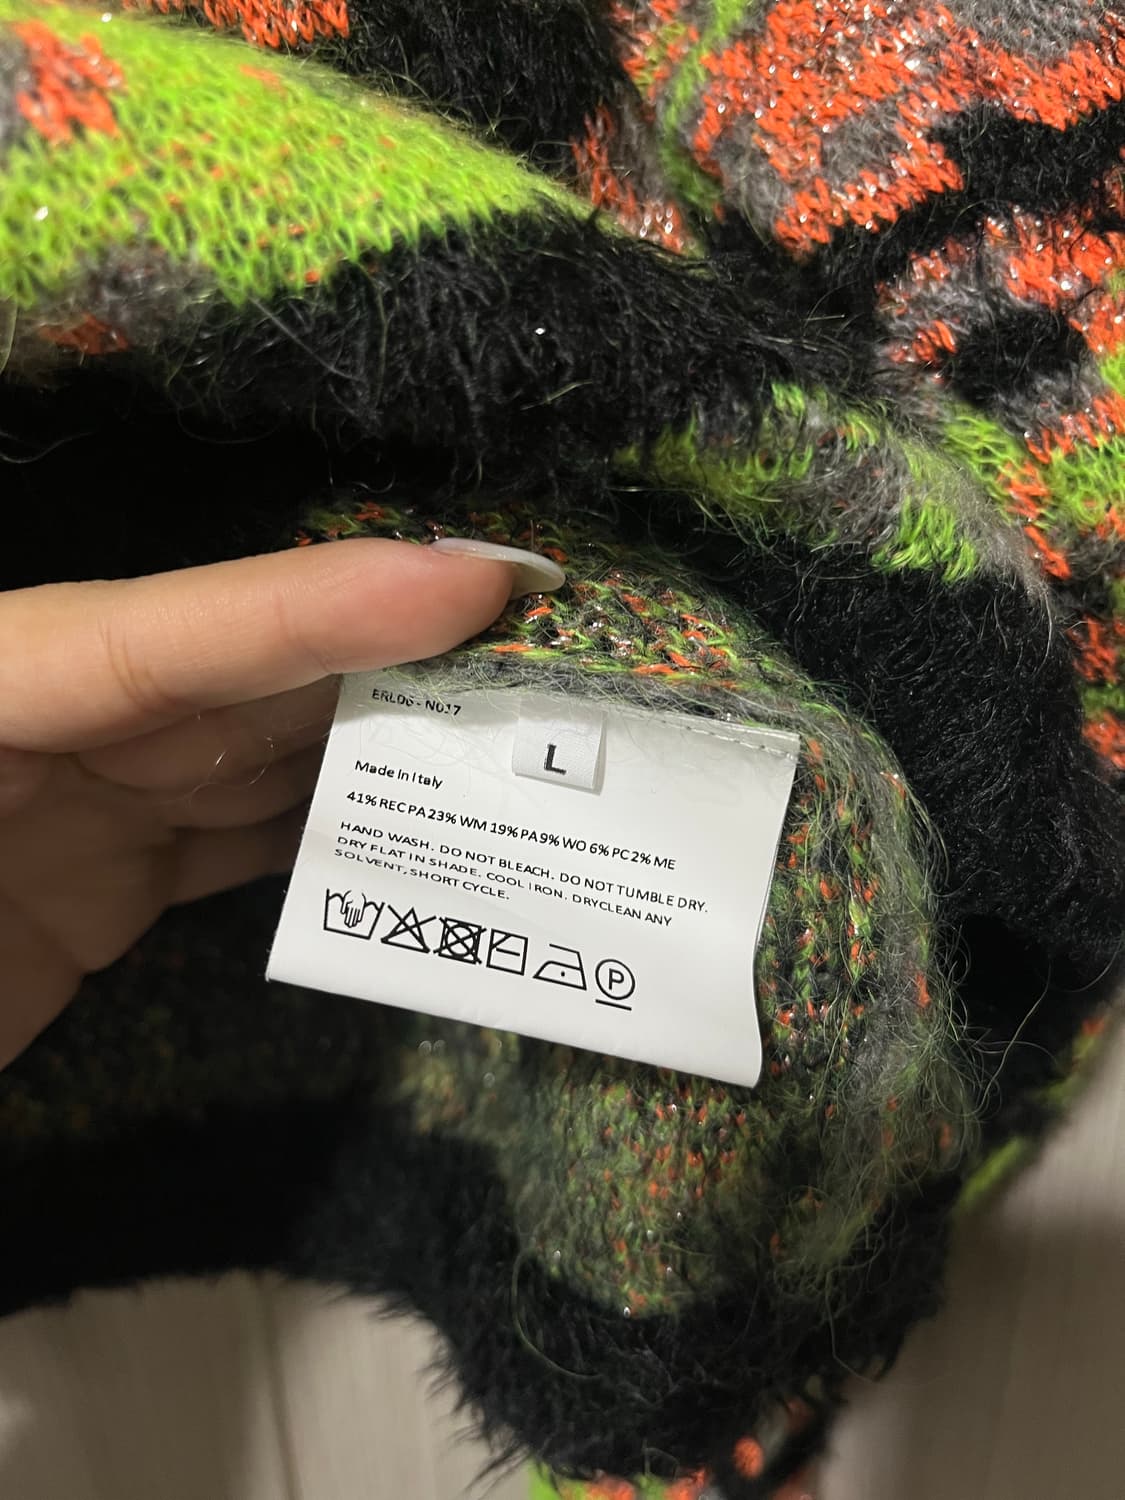 ERL06-N017
L
Made in Italy
41% REC PA 23% WM 19% PA 9% WO 6% PC 2% ME
HAND WASH. DO NOT BLEACH. DO NOT TUMBLE DRY.
DRY FLAT IN SHADE. COOL IRON. DRYCLEAN ANY
SOLVENT, SHORT CYCLE.
P